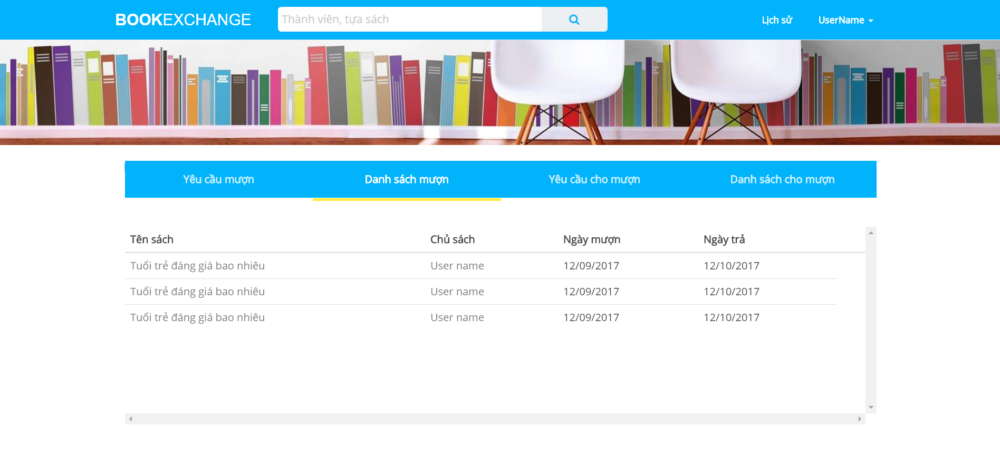 BOOKEXCHANGE Thành viên, tựa sách Lịch sử UserName
Yêu cầu mượn Danh sách mượn Yêu cầu cho mượn Danh sách cho mượn
Tên sách Chủ sách Ngày mượn Ngày trả
Tuổi trẻ đáng giá bao nhiêu User name 12/09/2017 12/10/2017
Tuổi trẻ đáng giá bao nhiêu User name 12/09/2017 12/10/2017
Tuổi trẻ đáng giá bao nhiêu User name 12/09/2017 12/10/2017